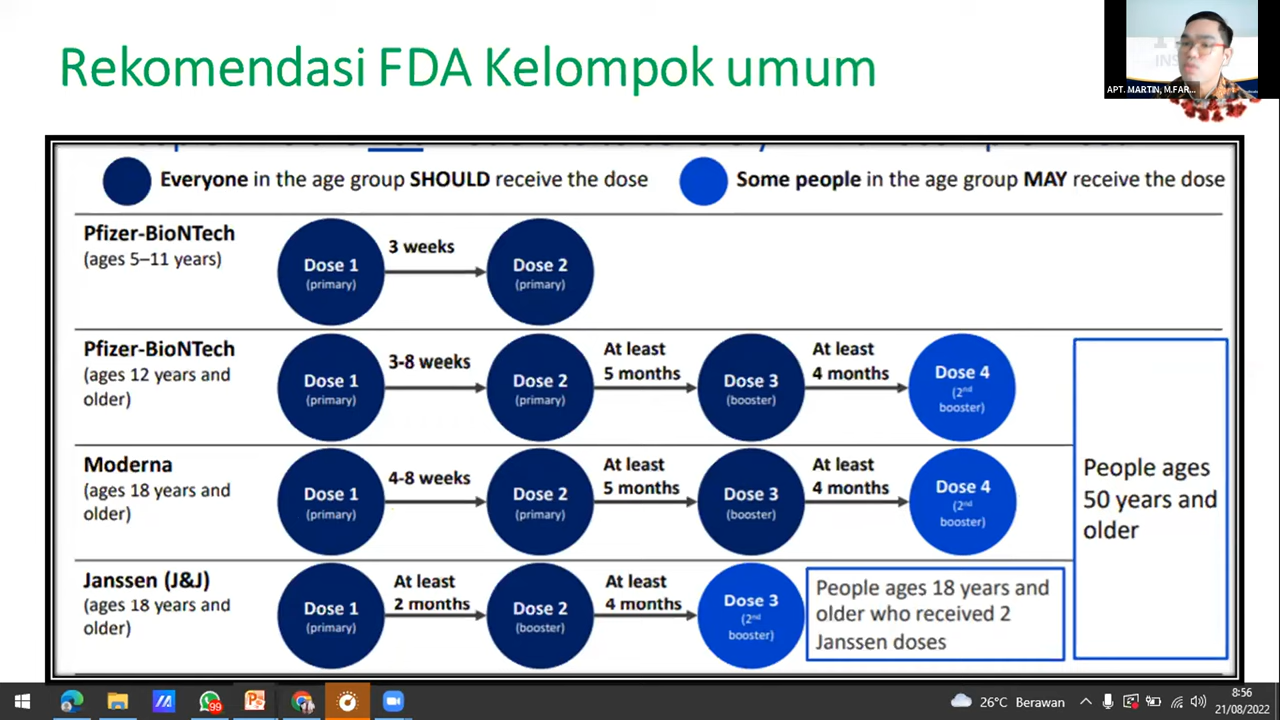 Rekomendasi FDA Kelompok umum
APT. MARTIN, M.FAR...
Everyone in the age group SHOULD receive the dose
Some people in the age group MAY receive the dose
Pfizer-BioNTech
(ages 5–11 years)
Dose 1
(primary)
3 weeks
Dose 2
(primary)
Pfizer-BioNTech
(ages 12 years and
older)
Dose 1
(primary)
3-8 weeks
Dose 2
(primary)
At least
5 months
Dose 3
(booster)
At least
4 months
Dose 4
(2nd
booster)
Moderna
(ages 18 years and
older)
Dose 1
(primary)
4-8 weeks
Dose 2
(primary)
At least
5 months
Dose 3
(booster)
At least
4 months
Dose 4
(2nd
booster)
People ages
50 years and
older
Janssen (J&J)
(ages 18 years and
older)
Dose 1
(primary)
At least
2 months
Dose 2
(booster)
At least
4 months
Dose 3
(2nd
booster)
People ages 18 years and
older who received 2
Janssen doses
99
26°C Berawan
8:56
21/08/2022